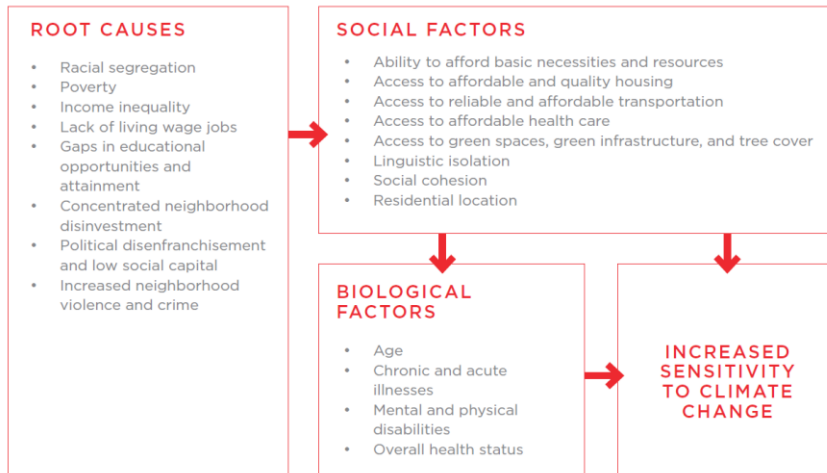 ROOT CAUSES
• Racial segregation
• Poverty
• Income inequality
• Lack of living wage jobs
• Gaps in educational
opportunities and
attainment
• Concentrated neighborhood
disinvestment
• Political disenfranchisement
and low social capital
• Increased neighborhood
violence and crime
SOCIAL FACTORS
• Ability to afford basic necessities and resources
• Access to affordable and quality housing
• Access to reliable and affordable transportation
• Access to affordable health care
• Access to green spaces, green infrastructure, and tree cover
• Linguistic isolation
• Social cohesion
• Residential location
BIOLOGICAL
FACTORS
• Age
• Chronic and acute
illnesses
• Mental and physical
disabilities
• Overall health status
INCREASED
SENSITIVITY
TO CLIMATE
CHANGE